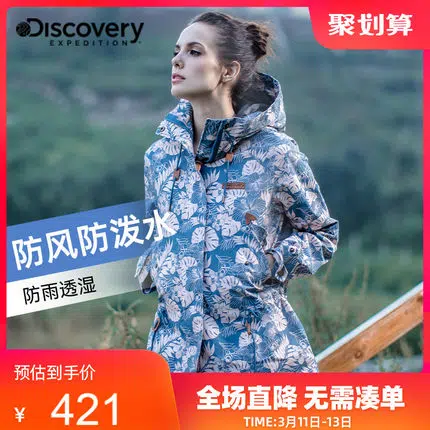 Discovery
EXPEDITION
聚划算
防风防泼水
防雨透湿
预估到手价
¥ 421
全场直降 无需凑单
TIME:3月11日-13日